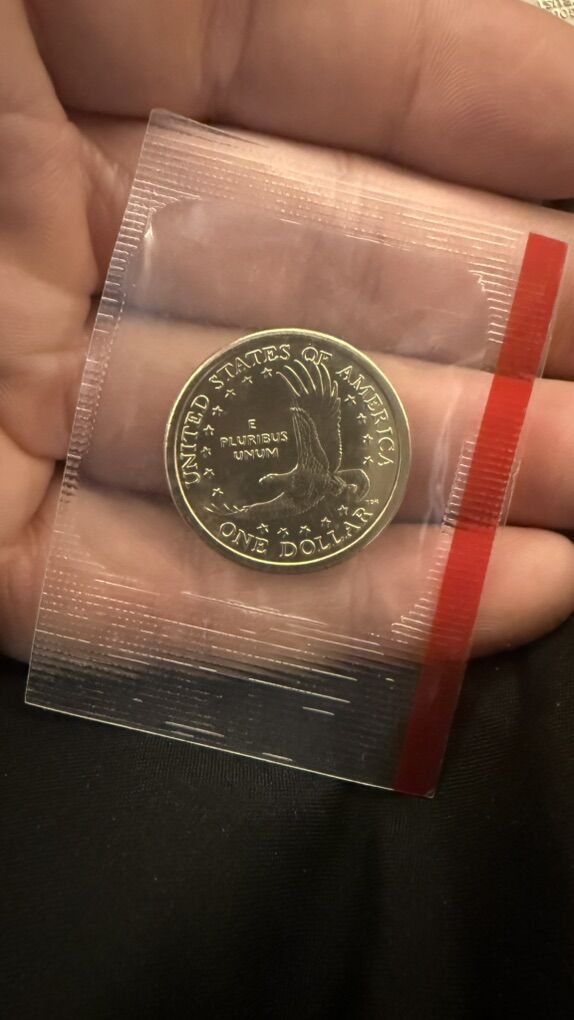 UNITED STATES OF AMERICA
E
PLURIBUS
UNUM
ONE DOLLAR